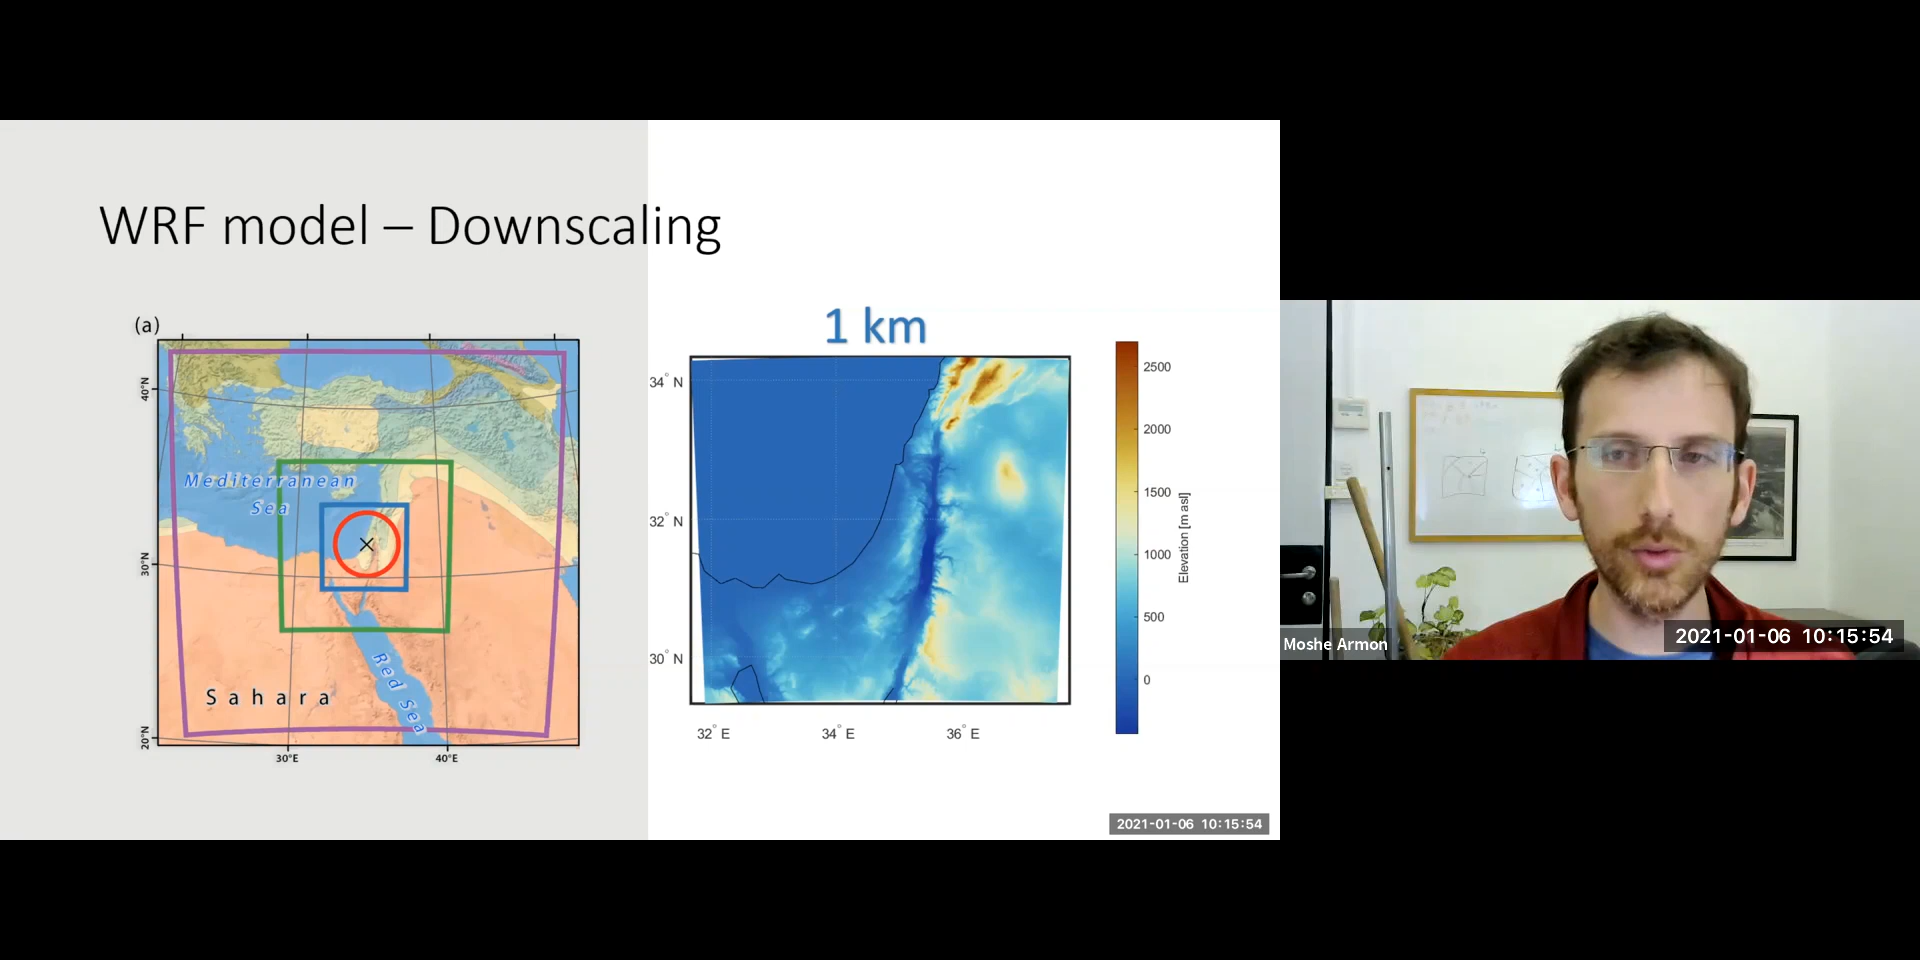 WRF model – Downscaling
(a)
40°N
30°N
20°N
30°E
40°E
Mediterranean
Sea
Red Sea
Sahara
1 km
34° N
32° N
30° N
32° E
34° E
36° E
2500
2000
1500
1000
500
0
Elevation [m asl]
2021-01-06 10:15:54
Moshe Armon
2021-01-06 10:15:54